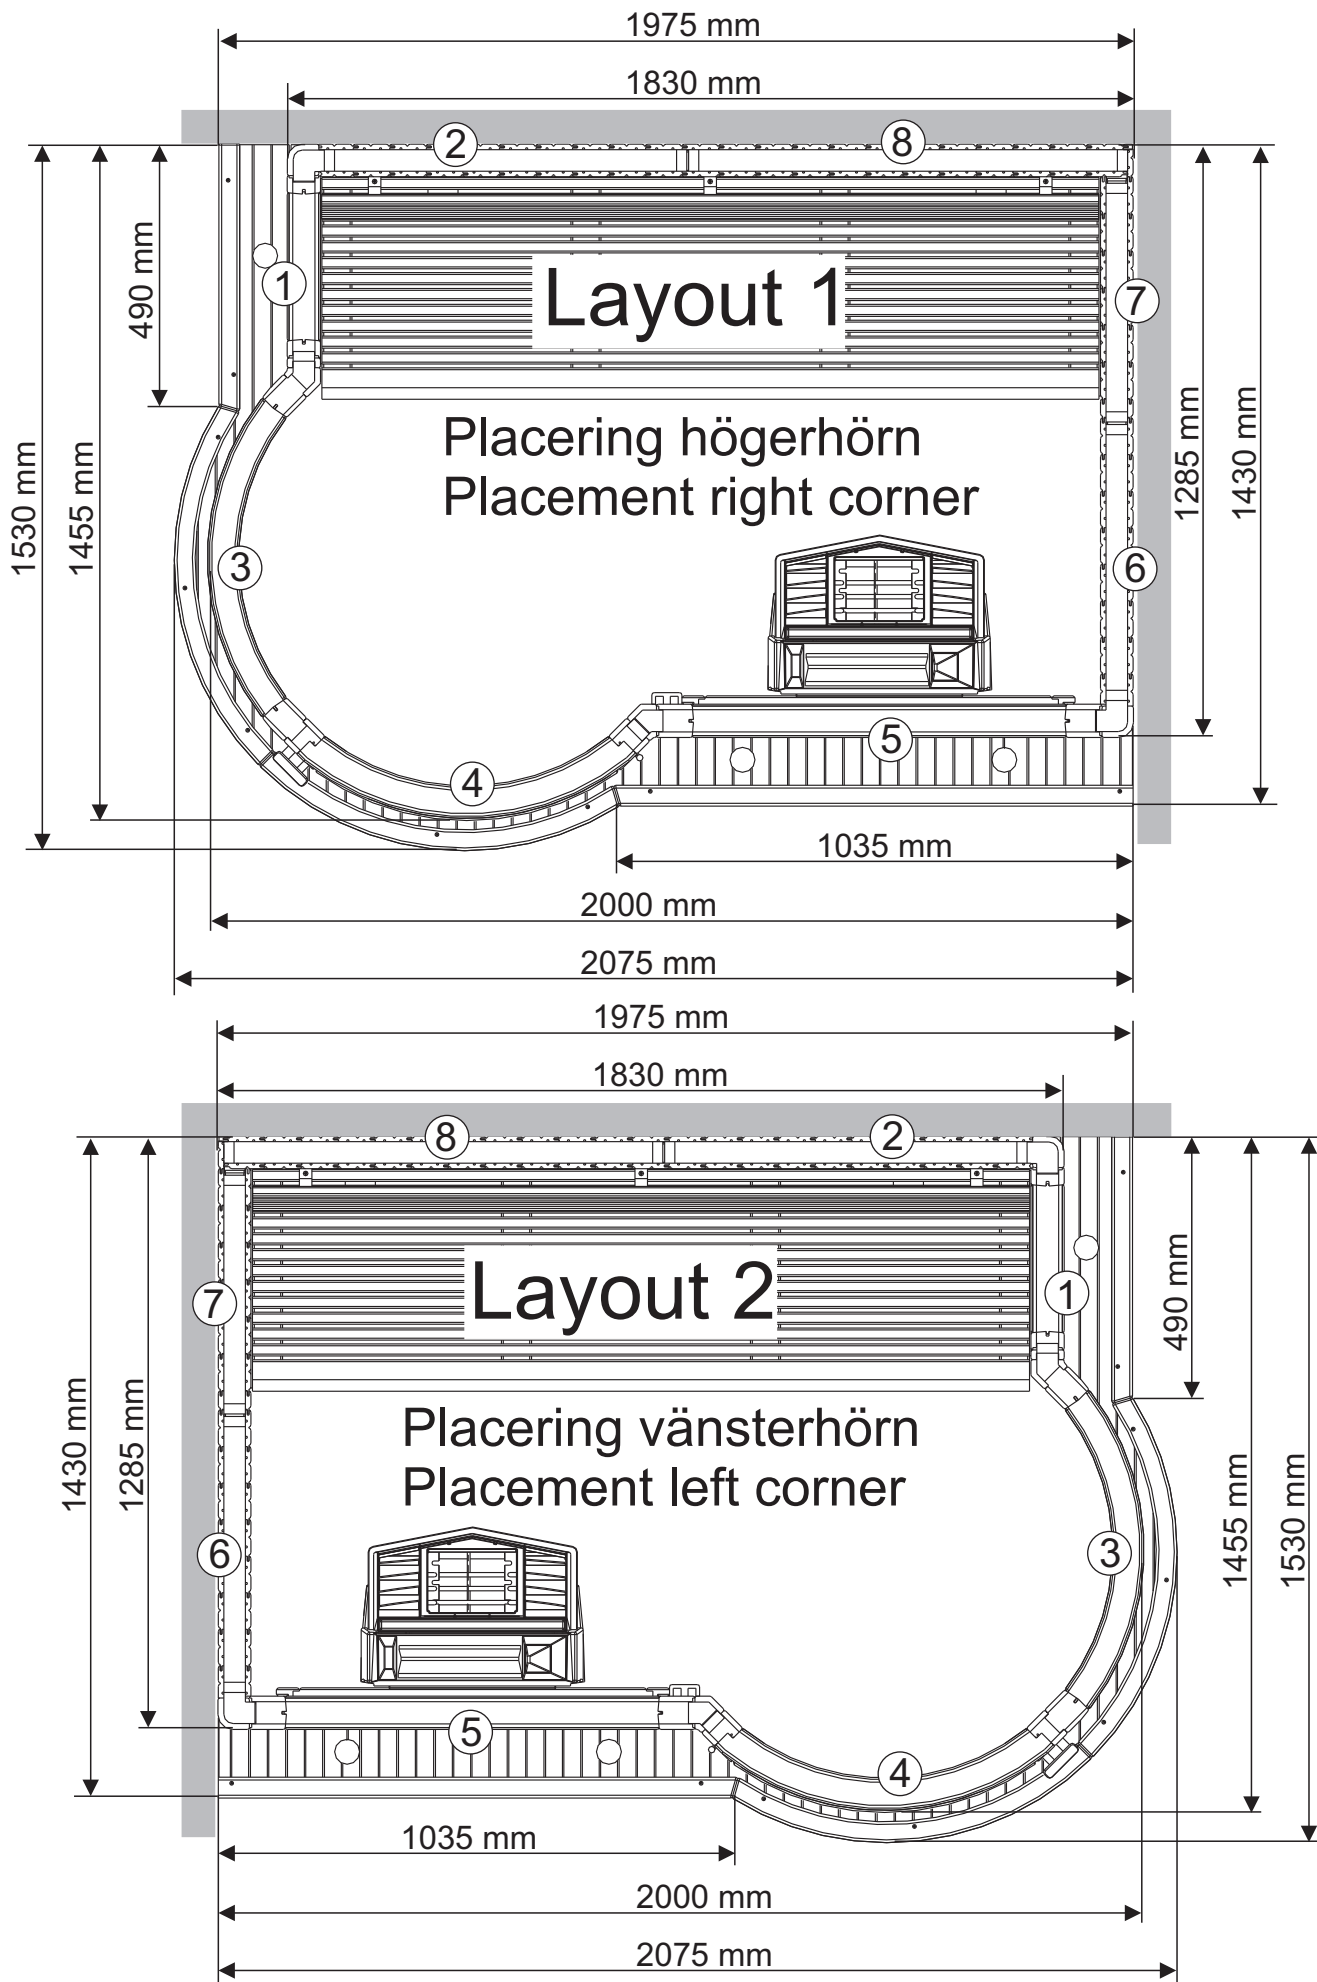 1975 mm
1830 mm
2
8
490 mm
1
Layout 1
7
1530 mm
1455 mm
1285 mm
1430 mm
Placering högerhörn
Placement right corner
3
6
5
4
1035 mm
2000 mm
2075 mm
1975 mm
1830 mm
8
2
7
Layout 2
1
490 mm
1430 mm
1285 mm
Placering vänsterhörn
Placement left corner
1455 mm
1530 mm
6
3
5
4
1035 mm
2000 mm
2075 mm